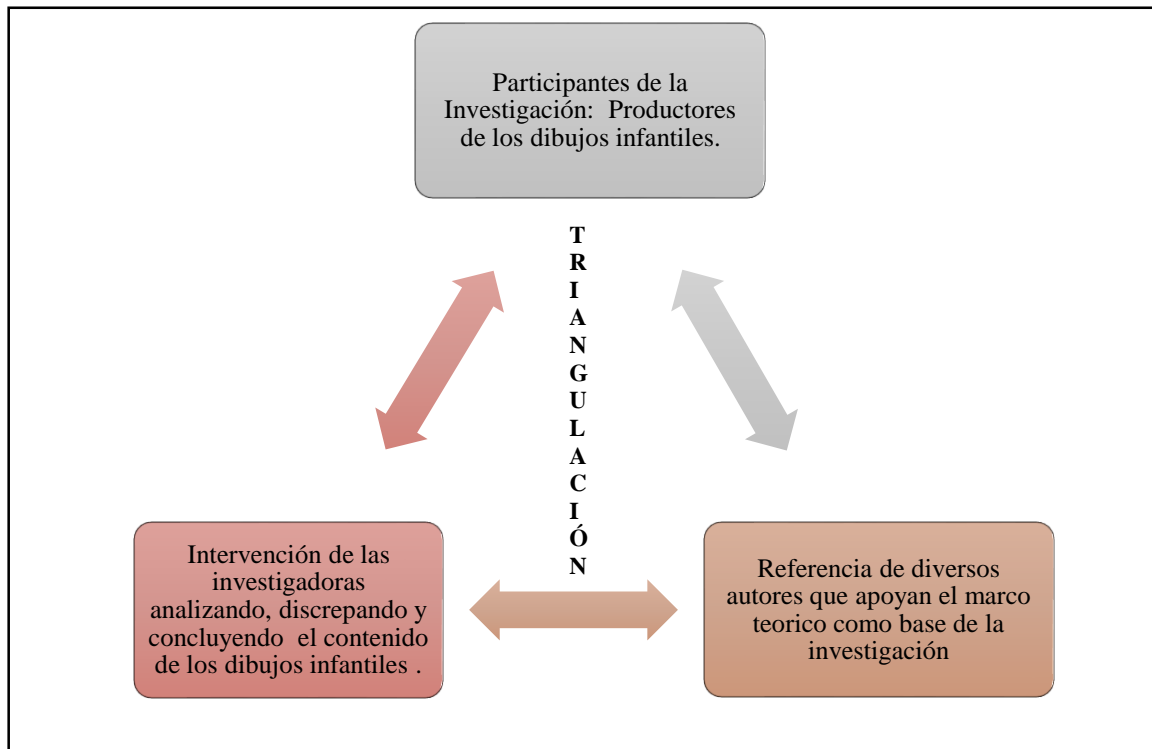 Participantes de la
Investigación:  Productores
de los dibujos infantiles.
T
R
I
A
N
G
U
L
A
C
I
Ó
N
Intervención de las
investigadoras
analizando, discrepando y
concluyendo  el contenido
de los dibujos infantiles .
Referencia de diversos
autores que apoyan el marco
teorico como base de la
investigación